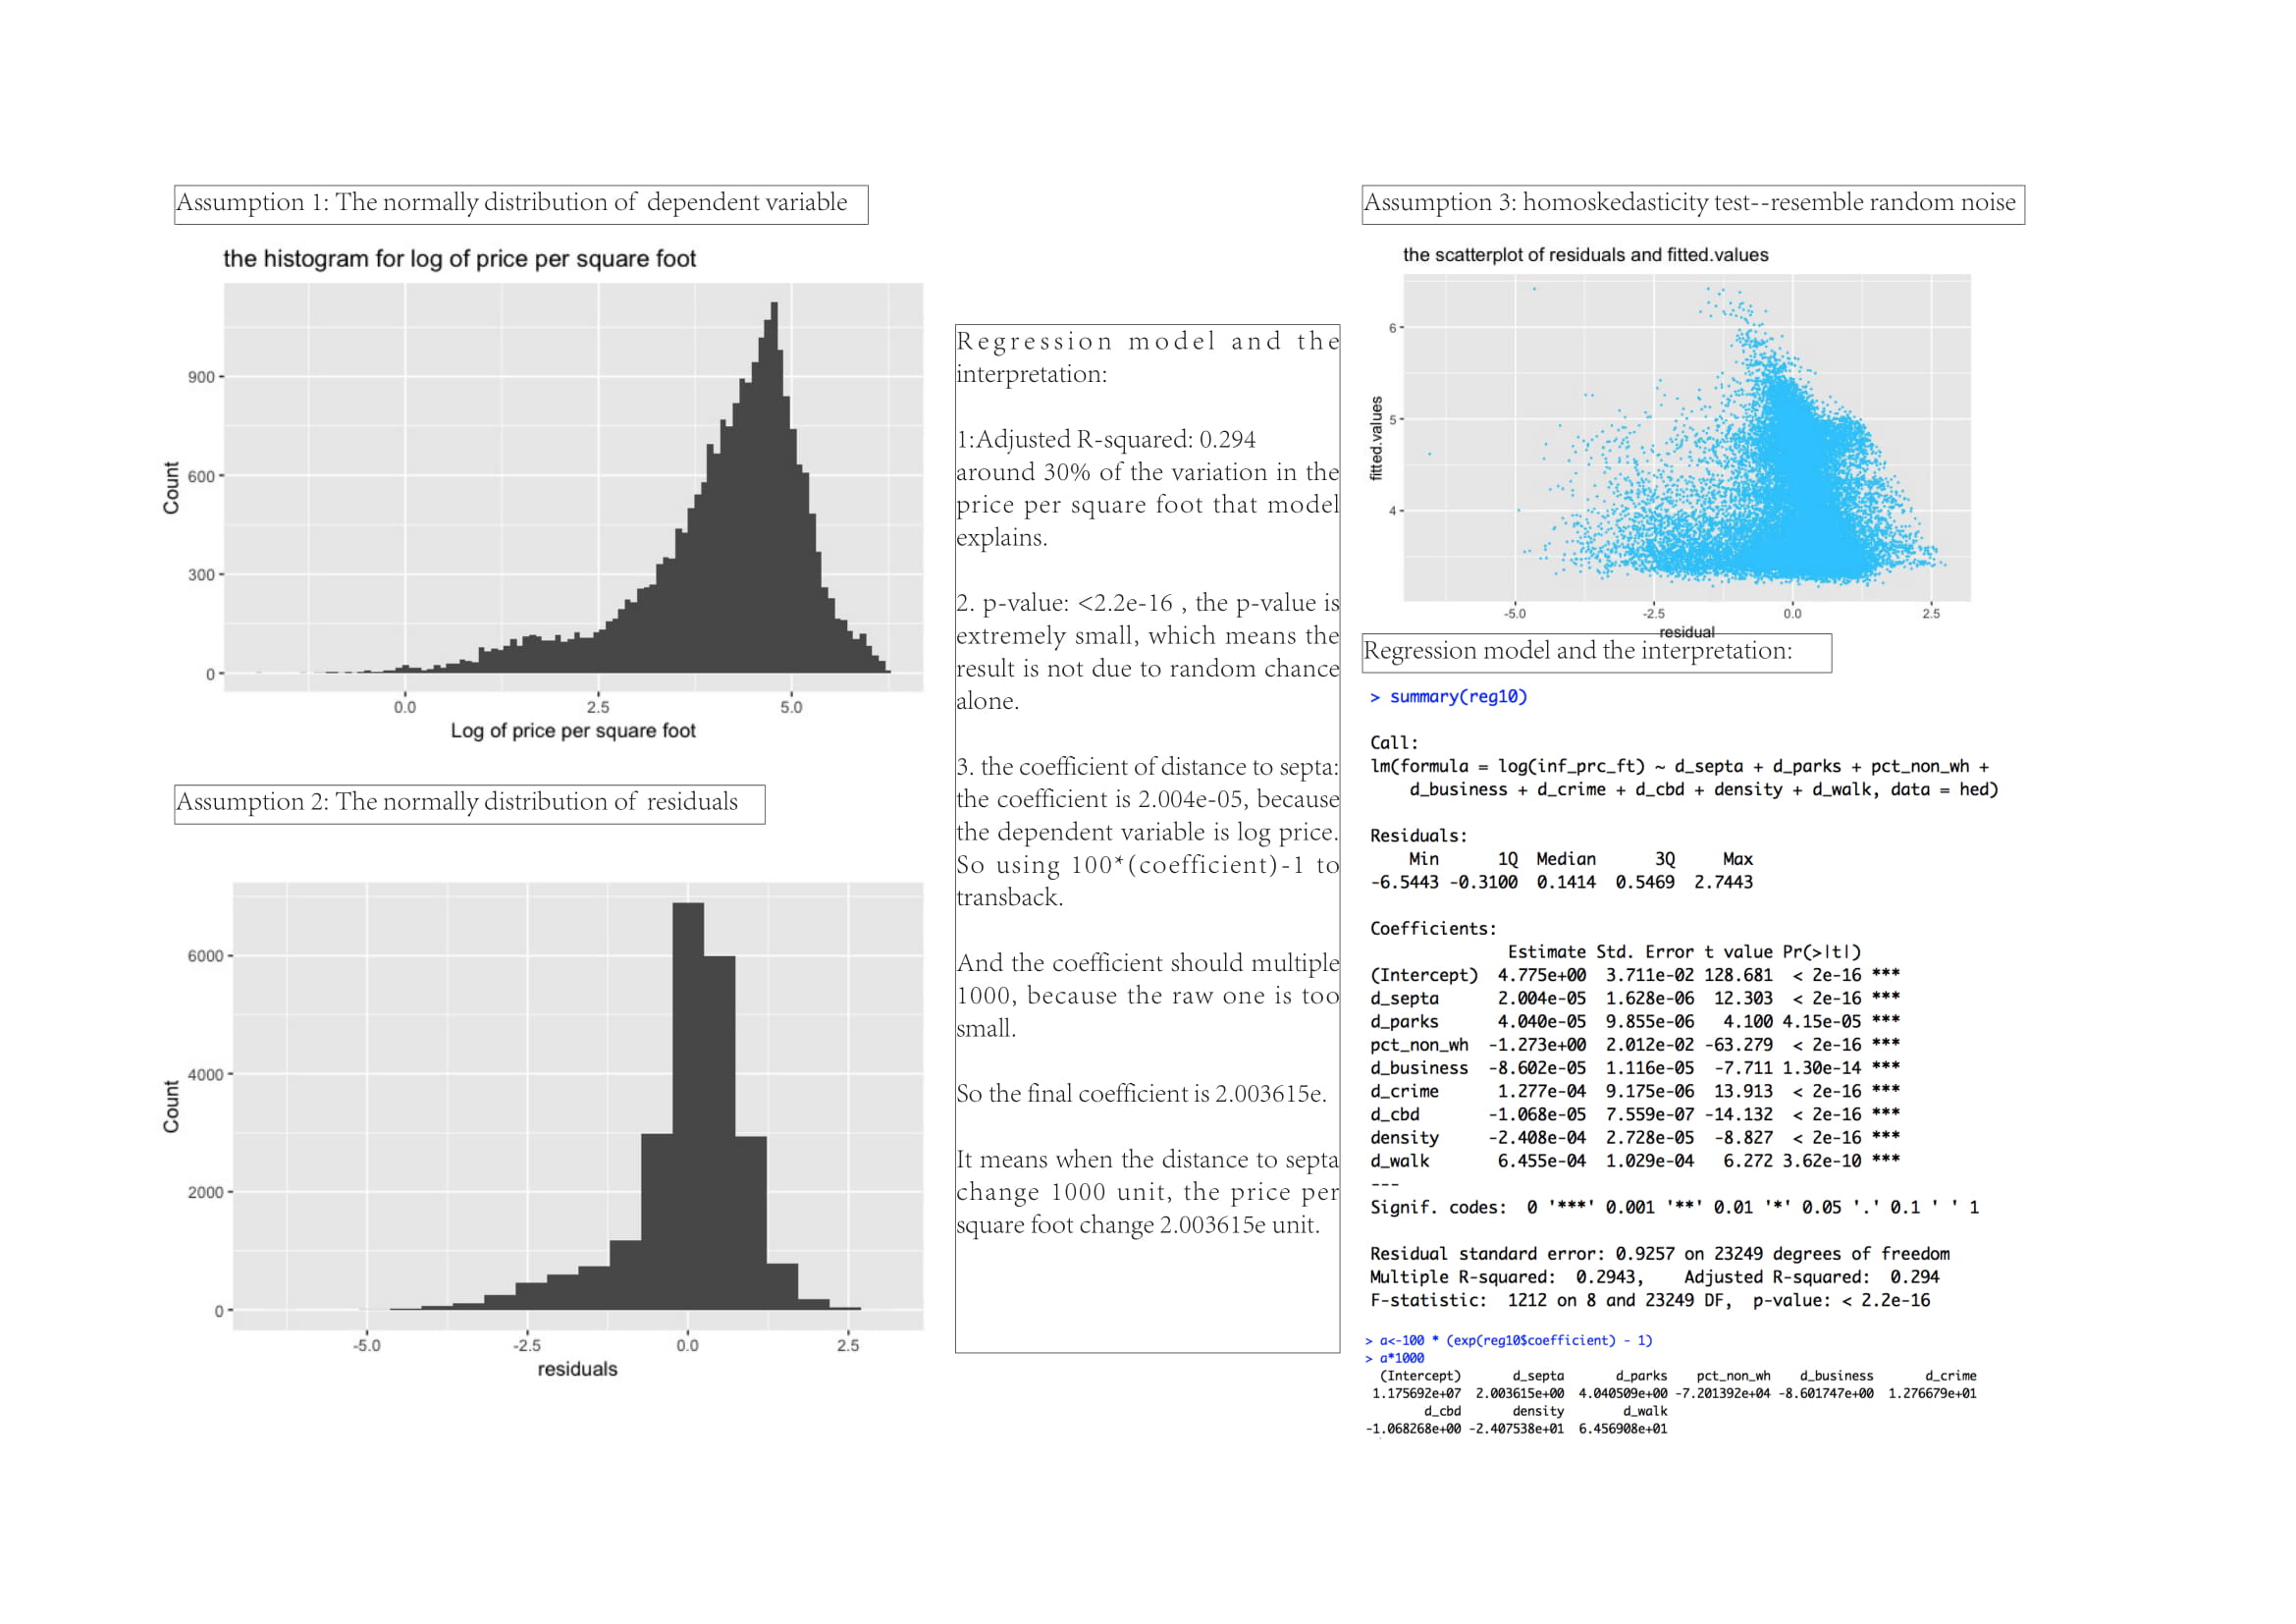 Assumption 1: The normally distribution of dependent variable
the histogram for log of price per square foot
900
600
300
0
Count
0.0 2.5 5.0
Log of price per square foot
Assumption 2: The normally distribution of residuals
6000
4000
2000
0
Count
-5.0 -2.5 0.0 2.5
residuals
Regression model and the
interpretation:
1:Adjusted R-squared: 0.294
around 30% of the variation in the
price per square foot that model
explains.
2. p-value: <2.2e-16 , the p-value is
extremely small, which means the
result is not due to random chance
alone.
3. the coefficient of distance to septa:
the coefficient is 2.004e-05, because
the dependent variable is log price.
So using 100*(coefficient)-1 to
transback.
And the coefficient should multiple
1000, because the raw one is too
small.
So the final coefficient is 2.003615e.
It means when the distance to septa
change 1000 unit, the price per
square foot change 2.003615e unit.
Assumption 3: homoskedasticity test--resemble random noise
the scatterplot of residuals and fitted.values
6
5
4
fitted.values
-5.0 -2.5 0.0 2.5
residual
Regression model and the interpretation:
> summary(reg10)
Call:
lm(formula = log(inf_prc_ft) ~ d_septa + d_parks + pct_non_wh +
d_business + d_crime + d_cbd + density + d_walk, data = hed)
Residuals:
Min 1Q Median 3Q Max
-6.5443 -0.3100 0.1414 0.5469 2.7443
Coefficients:
Estimate Std. Error t value Pr(>|t|)
(Intercept) 4.775e+00 3.711e-02 128.681 < 2e-16 ***
d_septa 2.004e-05 1.628e-06 12.303 < 2e-16 ***
d_parks 4.040e-05 9.855e-06 4.100 4.15e-05 ***
pct_non_wh -1.273e+00 2.012e-02 -63.279 < 2e-16 ***
d_business -8.602e-05 1.116e-05 -7.711 1.30e-14 ***
d_crime 1.277e-04 9.175e-06 13.913 < 2e-16 ***
d_cbd -1.068e-05 7.559e-07 -14.132 < 2e-16 ***
density -2.408e-04 2.728e-05 -8.827 < 2e-16 ***
d_walk 6.455e-04 1.029e-04 6.272 3.62e-10 ***
---
Signif. codes: 0 '***' 0.001 '**' 0.01 '*' 0.05 '.' 0.1 ' ' 1
Residual standard error: 0.9257 on 23249 degrees of freedom
Multiple R-squared: 0.2943, Adjusted R-squared: 0.294
F-statistic: 1212 on 8 and 23249 DF, p-value: < 2.2e-16
> a<-100 * (exp(reg10$coefficient) - 1)
> a*1000
(Intercept) d_septa d_parks pct_non_wh d_business d_crime
1.175692e+07 2.003615e+00 4.040509e+00 -7.201392e+04 -8.601747e+00 1.276679e+01
d_cbd density d_walk
-1.068268e+00 -2.407538e+01 6.456908e+01